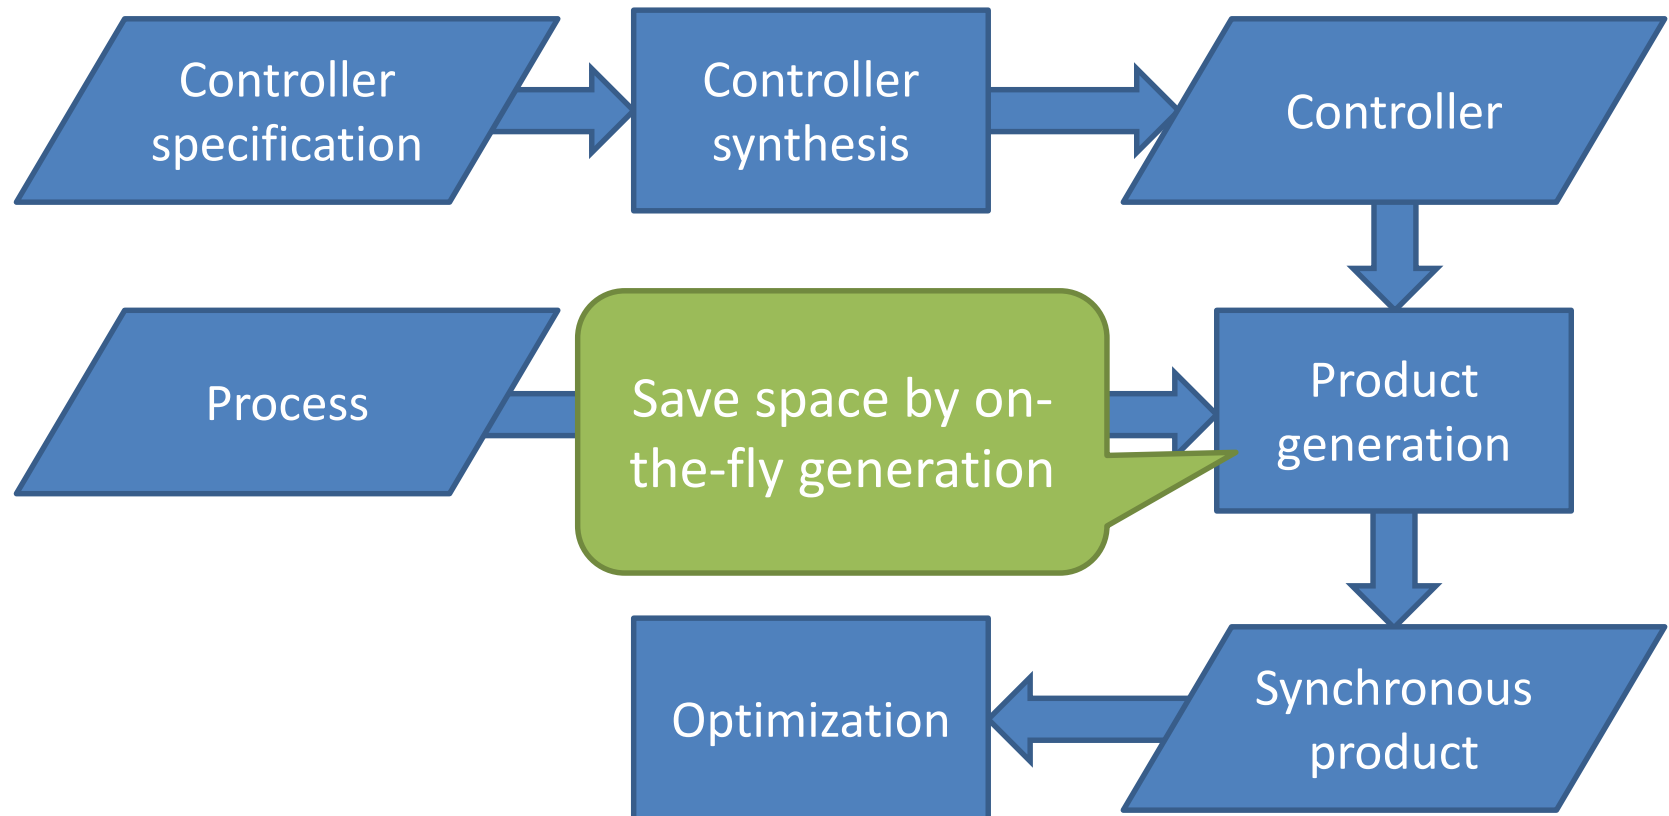 Controller
specification
Controller
synthesis
Controller
Process
Save space by on-
the-fly generation
Product
generation
Optimization
Synchronous
product